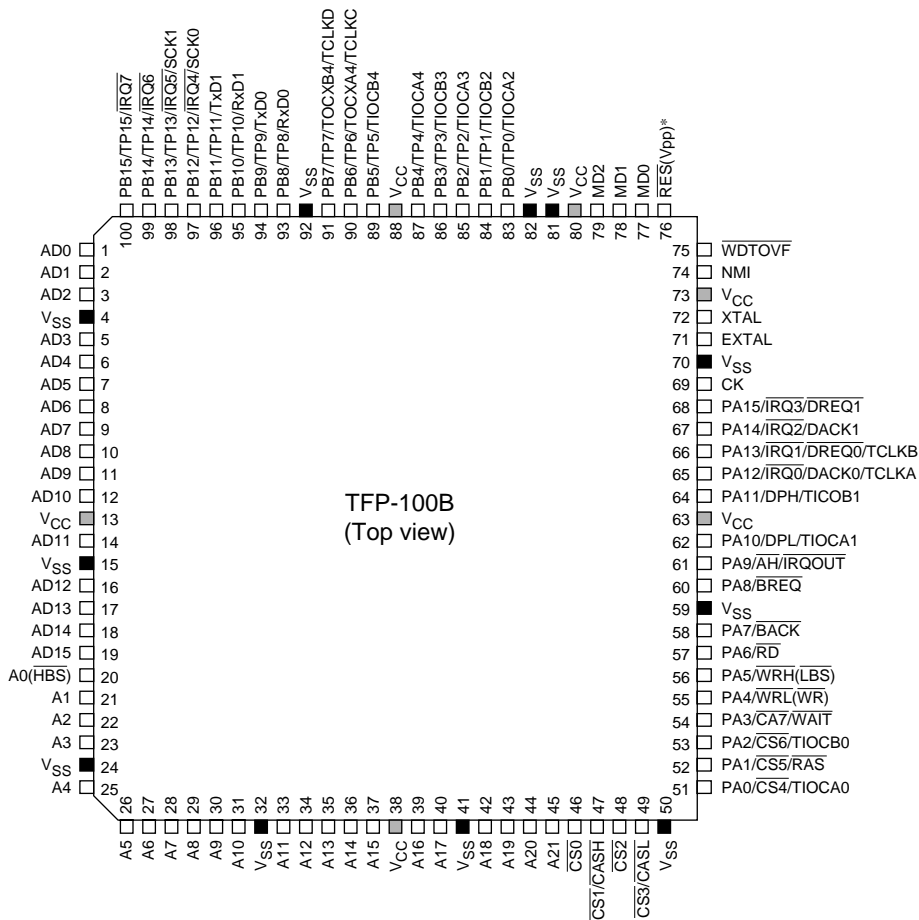 PB15/TP15/IRQ7
PB14/TP14/IRQ6
PB13/TP13/IRQ5/SCK1
PB12/TP12/IRQ4/SCK0
PB11/TP11/TxD1
PB10/TP10/RxD1
PB9/TP9/TxD0
PB8/TP8/RxD0
VSS
PB7/TP7/TOCXB4/TCLKD
PB6/TP6/TOCXA4/TCLKC
PB5/TP5/TIOCB4
VCC
PB4/TP4/TIOCA4
PB3/TP3/TIOCB3
PB2/TP2/TIOCA3
PB1/TP1/TIOCB2
PB0/TP0/TIOCA2
VSS
VSS
VCC
MD2
MD1
MD0
RES(Vpp)*
100 99 98 97 96 95 94 93 92 91 90 89 88 87 86 85 84 83 82 81 80 79 78 77 76
AD0 1
AD1 2
AD2 3
VSS 4
AD3 5
AD4 6
AD5 7
AD6 8
AD7 9
AD8 10
AD9 11
AD10 12
VCC 13
AD11 14
VSS 15
AD12 16
AD13 17
AD14 18
AD15 19
A0(HBS) 20
A1 21
A2 22
A3 23
VSS 24
A4 25
TFP-100B
(Top view)
75 WDTOVF
74 NMI
73 VCC
72 XTAL
71 EXTAL
70 VSS
69 CK
68 PA15/IRQ3/DREQ1
67 PA14/IRQ2/DACK1
66 PA13/IRQ1/DREQ0/TCLKB
65 PA12/IRQ0/DACK0/TCLKA
64 PA11/DPH/TICOB1
63 VCC
62 PA10/DPL/TIOCA1
61 PA9/AH/IRQOUT
60 PA8/BREQ
59 VSS
58 PA7/BACK
57 PA6/RD
56 PA5/WRH(LBS)
55 PA4/WRL(WR)
54 PA3/CA7/WAIT
53 PA2/CS6/TIOCB0
52 PA1/CS5/RAS
51 PA0/CS4/TIOCA0
26 27 28 29 30 31 32 33 34 35 36 37 38 39 40 41 42 43 44 45 46 47 48 49 50
A5
A6
A7
A8
A9
A10
VSS
A11
A12
A13
A14
A15
VCC
A16
A17
VSS
A18
A19
A20
A21
CS0
CS1/CASH
CS2
CS3/CASL
VSS